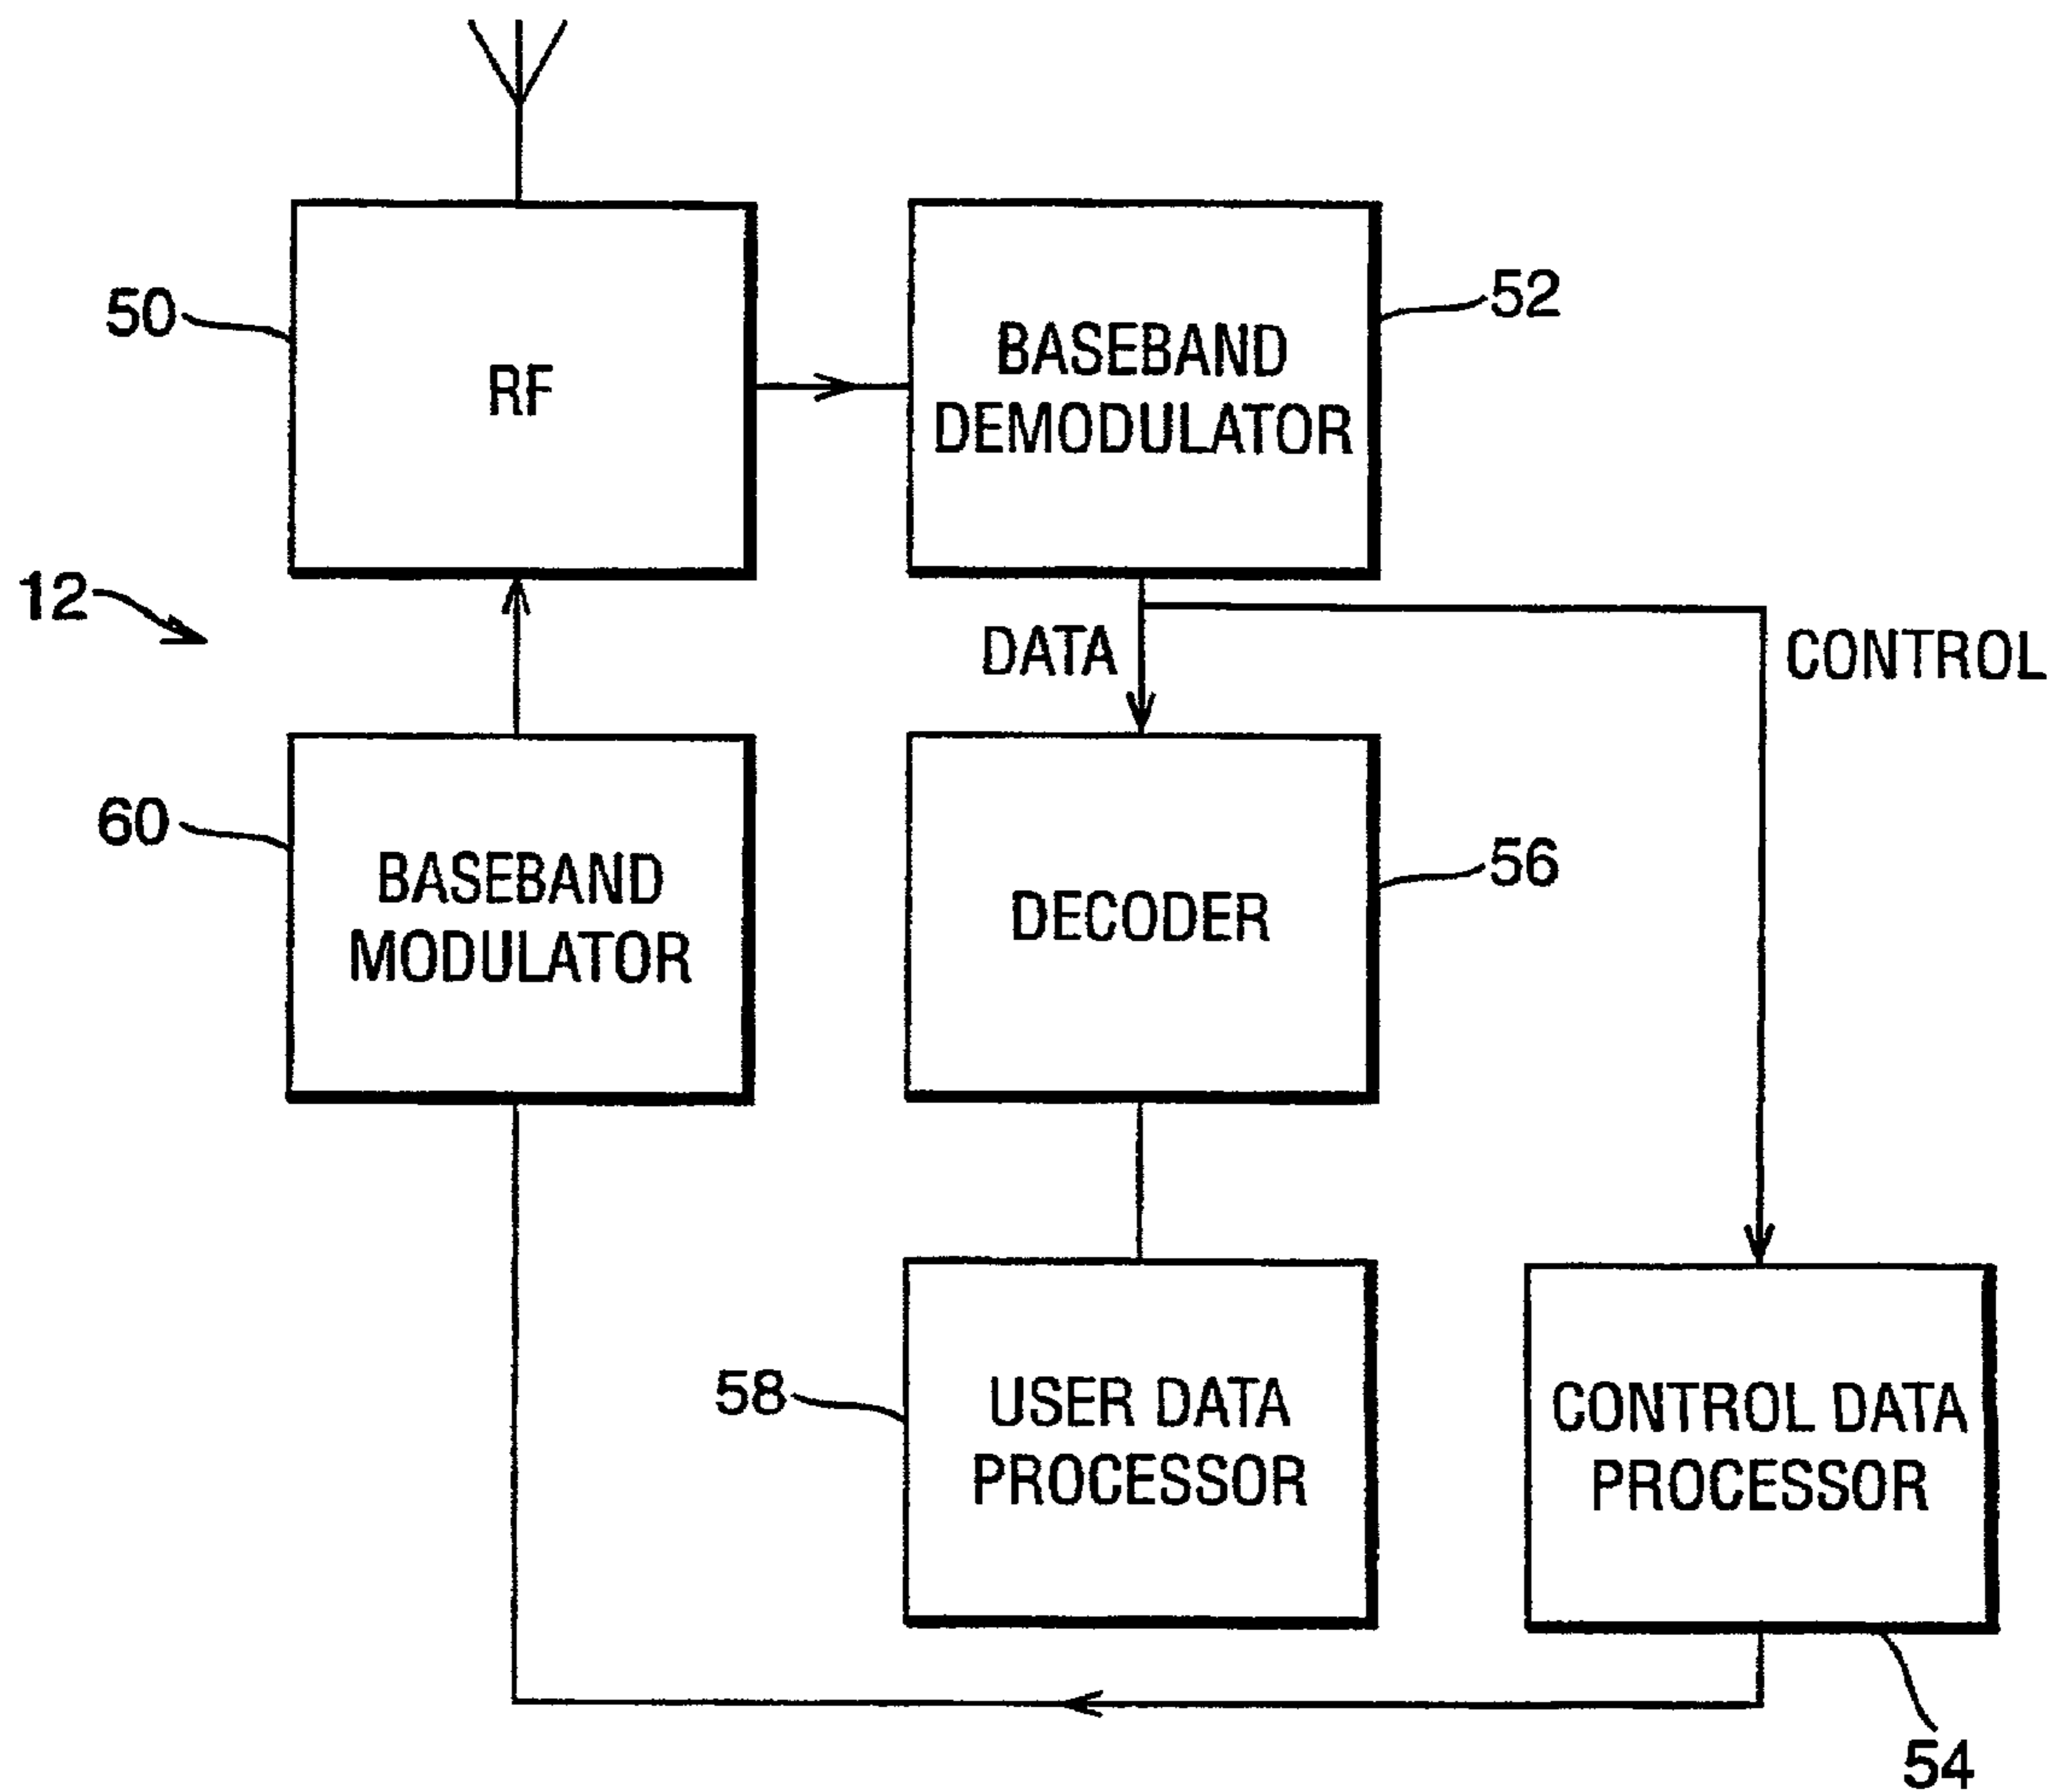 50
RF
BASEBAND
DEMODULATOR
52
12
DATA
CONTROL
60
BASEBAND
MODULATOR
DECODER
56
58
USER DATA
PROCESSOR
CONTROL DATA
PROCESSOR
54